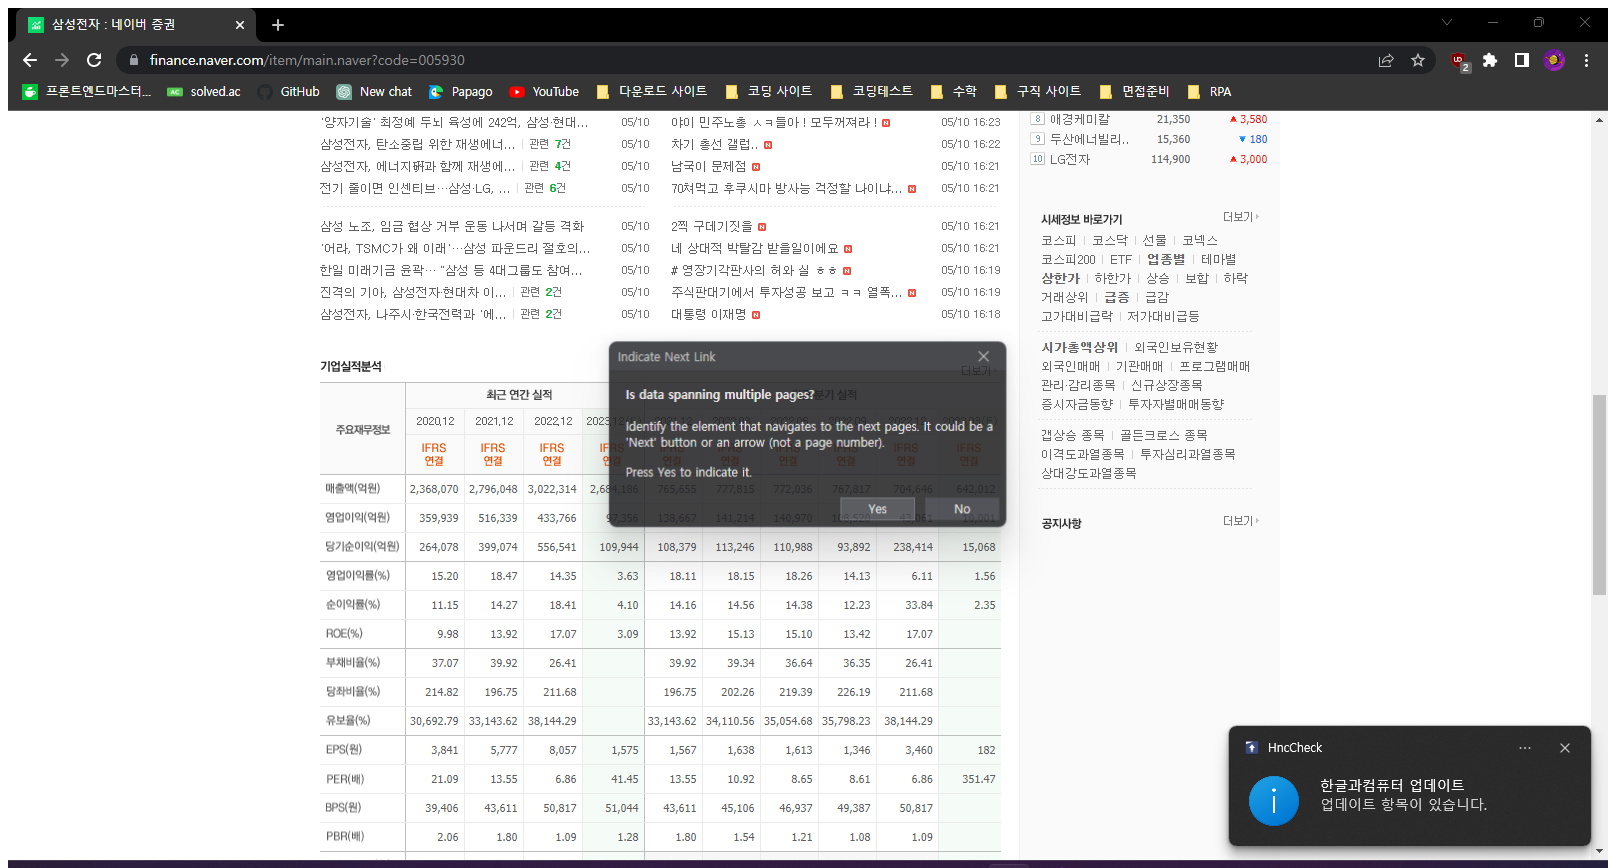 삼성전자 : 네이버 증권
finance.naver.com/item/main.naver?code=005930
2
프론트엔드마스터... solved.ac GitHub New chat Papago YouTube 다운로드 사이트 코딩 사이트 코딩테스트 수학 구직 사이트 면접준비 RPA
'양자기술' 최정예 두뇌 육성에 242억, 삼성·현대... 05/10
삼성전자, 탄소중립 위한 재생에너... 관련 7건 05/10
삼성전자, 에너지硏과 함께 재생에... 관련 4건 05/10
전기 줄이면 인센티브…삼성·LG, ... 관련 6건 05/10
삼성 노조, 임금 협상 거부 운동 나서며 갈등 격화 05/10
'어라, TSMC가 왜 이래'…삼성 파운드리 절호의... 05/10
한일 미래기금 윤곽… "삼성 등 4대그룹도 참여... 05/10
진격의 기아, 삼성전자·현대차 이... 관련 2건 05/10
삼성전자, 나주시·한국전력과 '에... 관련 2건 05/10
야이 민주노총 ㅅㅋ들아 ! 모두꺼져라 ! N 05/10 16:23
차기 총선 갤럽.. N 05/10 16:22
남국이 문제점 N 05/10 16:21
70쳐먹고 후쿠시마 방사능 걱정할 나이냐... N 05/10 16:21
2찍 구데기짓을 N 05/10 16:21
네 상대적 박탈감 받을일이에요 N 05/10 16:21
# 영장기각판사의 허와 실 ㅎㅎ N 05/10 16:19
주식판대기에서 투자성공 보고 ㅋㅋ 열폭... N 05/10 16:19
대통령 이재명 N 05/10 16:18
8 애경케미칼 21,350 ▲ 3,580
9 두산에너빌리.. 15,360 ▼ 180
10 LG전자 114,900 ▲ 3,000
시세정보 바로가기 더보기
코스피 코스닥 선물 코넥스
코스피200 ETF 업종별 테마별
상한가 하한가 상승 보합 하락
거래상위 급증 급감
고가대비급락 저가대비급등
시가총액상위 외국인보유현황
외국인매매 기관매매 프로그램매매
관리·감리종목 신규상장종목
증시자금동향 투자자별매매동향
갭상승 종목 골든크로스 종목
이격도과열종목 투자심리과열종목
상대강도과열종목
공지사항 더보기
기업실적분석 더보기
Indicate Next Link
Is data spanning multiple pages?
Identify the element that navigates to the next pages. It could be a
'Next' button or an arrow (not a page number).
Press Yes to indicate it.
Yes No
주요재무정보 최근 연간 실적 분기 실적
2020.12 2021.12 2022.12
IFRS IFRS IFRS
연결 연결 연결
매출액(억원) 2,368,070 2,796,048 3,022,314 2,684,186 765,655 777,815 772,036 767,817 704,646 642,012
영업이익(억원) 359,939 516,339 433,766 97,356 138,667 141,214 140,970 108,520 43,061 10,001
당기순이익(억원) 264,078 399,074 556,541 109,944 108,379 113,246 110,988 93,892 238,414 15,068
영업이익률(%) 15.20 18.47 14.35 3.63 18.11 18.15 18.26 14.13 6.11 1.56
순이익률(%) 11.15 14.27 18.41 4.10 14.16 14.56 14.38 12.23 33.84 2.35
ROE(%) 9.98 13.92 17.07 3.09 13.92 15.13 15.10 13.42 17.07
부채비율(%) 37.07 39.92 26.41 39.92 39.34 36.64 36.35 26.41
당좌비율(%) 214.82 196.75 211.68 196.75 202.26 219.39 226.19 211.68
유보율(%) 30,692.79 33,143.62 38,144.29 33,143.62 34,110.56 35,054.68 35,798.23 38,144.29
EPS(원) 3,841 5,777 8,057 1,575 1,567 1,638 1,613 1,346 3,460 182
PER(배) 21.09 13.55 6.86 41.45 13.55 10.92 8.65 8.61 6.86 351.47
BPS(원) 39,406 43,611 50,817 51,044 43,611 45,106 46,937 49,387 50,817
PBR(배) 2.06 1.80 1.09 1.28 1.80 1.54 1.21 1.08 1.09
HncCheck
한글과컴퓨터 업데이트
업데이트 항목이 있습니다.